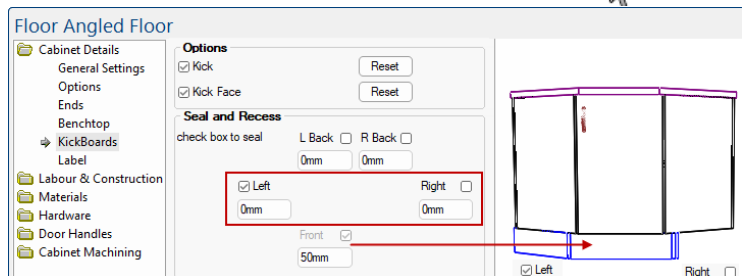 Floor Angled Floor
Cabinet Details
General Settings
Options
Ends
Benchtop
KickBoards
Label
Labour & Construction
Materials
Hardware
Door Handles
Cabinet Machining
Options
Kick Reset
Kick Face Reset
Seal and Recess
check box to seal L Back R Back
0mm 0mm
Left Right
0mm 0mm
Front
50mm
Left Right